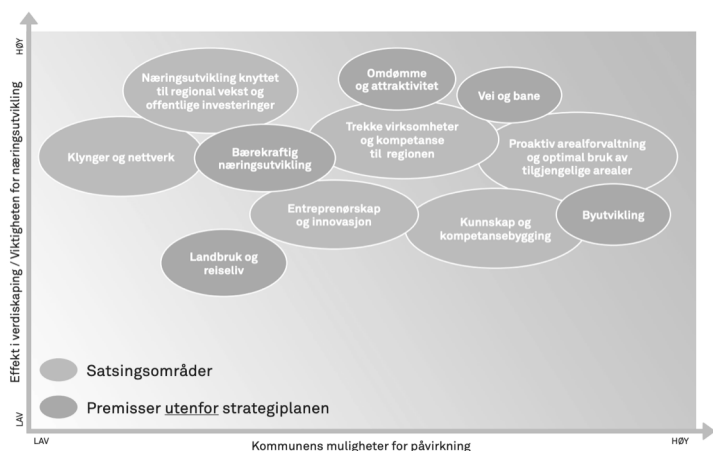 HØY
Effekt i verdiskaping / Viktigheten for næringsutvikling
LAV
Næringsutvikling knyttet
til regional vekst og
offentlige investeringer
Omdømme
og attraktivitet
Vei og bane
Klynger og nettverk
Bærekraftig
næringsutvikling
Trekke virksomheter
og kompetanse
til regionen
Proaktiv arealforvaltning
og optimal bruk av
tilgjengelige arealer
Entreprenørskap
og innovasjon
Kunnskap og
kompetansebygging
Byutvikling
Landbruk og
reiseliv
Satsingsområder
Premisser utenfor strategiplanen
LAV
Kommunens muligheter for påvirkning
HØY